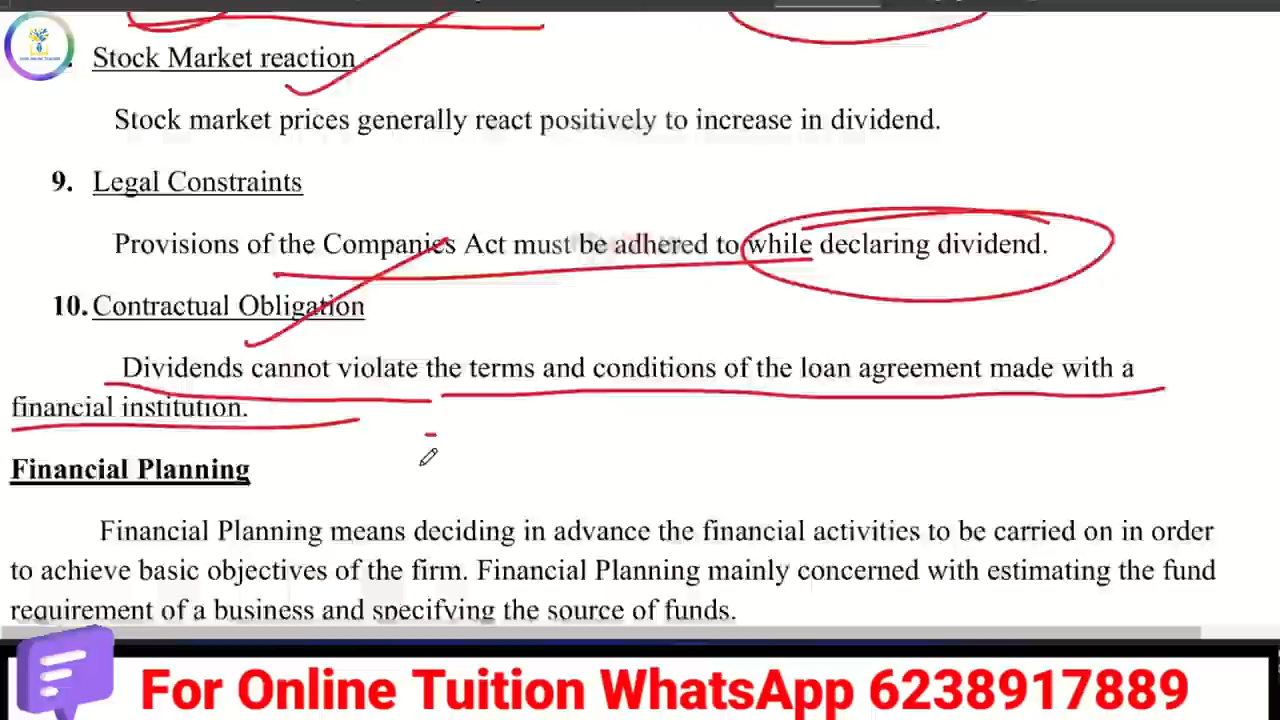 Stock Market reaction
Stock market prices generally react positively to increase in dividend.
9. Legal Constraints
Provisions of the Companies Act must be adhered to while declaring dividend.
10. Contractual Obligation
Dividends cannot violate the terms and conditions of the loan agreement made with a
financial institution.
Financial Planning
Financial Planning means deciding in advance the financial activities to be carried on in order
to achieve basic objectives of the firm. Financial Planning mainly concerned with estimating the fund
requirement of a business and specifying the source of funds.
For Online Tuition WhatsApp 6238917889